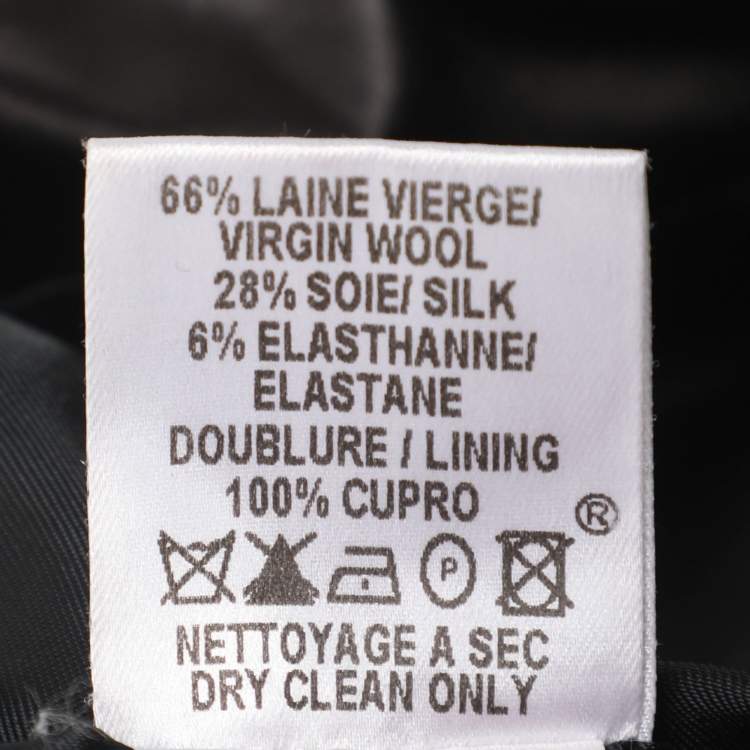 66% LAINE VIERGE/
VIRGIN WOOL
28% SOIE/ SILK
6% ELASTHANNE/
ELASTANE
DOUBLURE / LINING
100% CUPRO
®
P
NETTOYAGE A SEC
DRY CLEAN ONLY